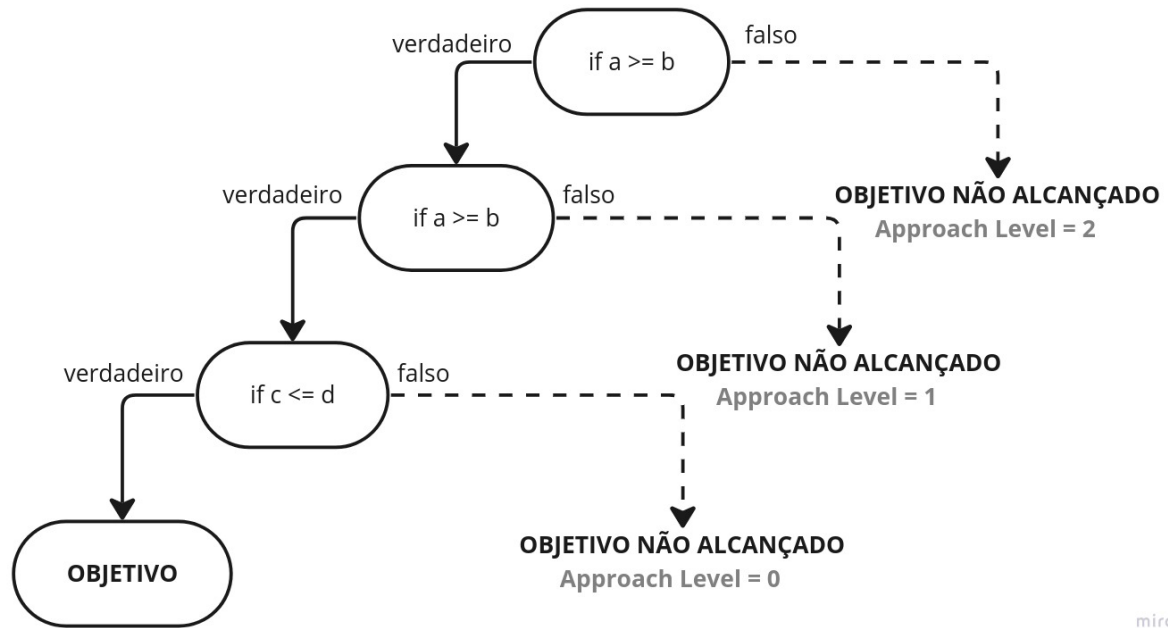 verdadeiro
if a >= b
falso
verdadeiro
if a >= b
falso
OBJETIVO NÃO ALCANÇADO
Approach Level = 2
verdadeiro
if c <= d
falso
OBJETIVO NÃO ALCANÇADO
Approach Level = 1
OBJETIVO
OBJETIVO NÃO ALCANÇADO
Approach Level = 0